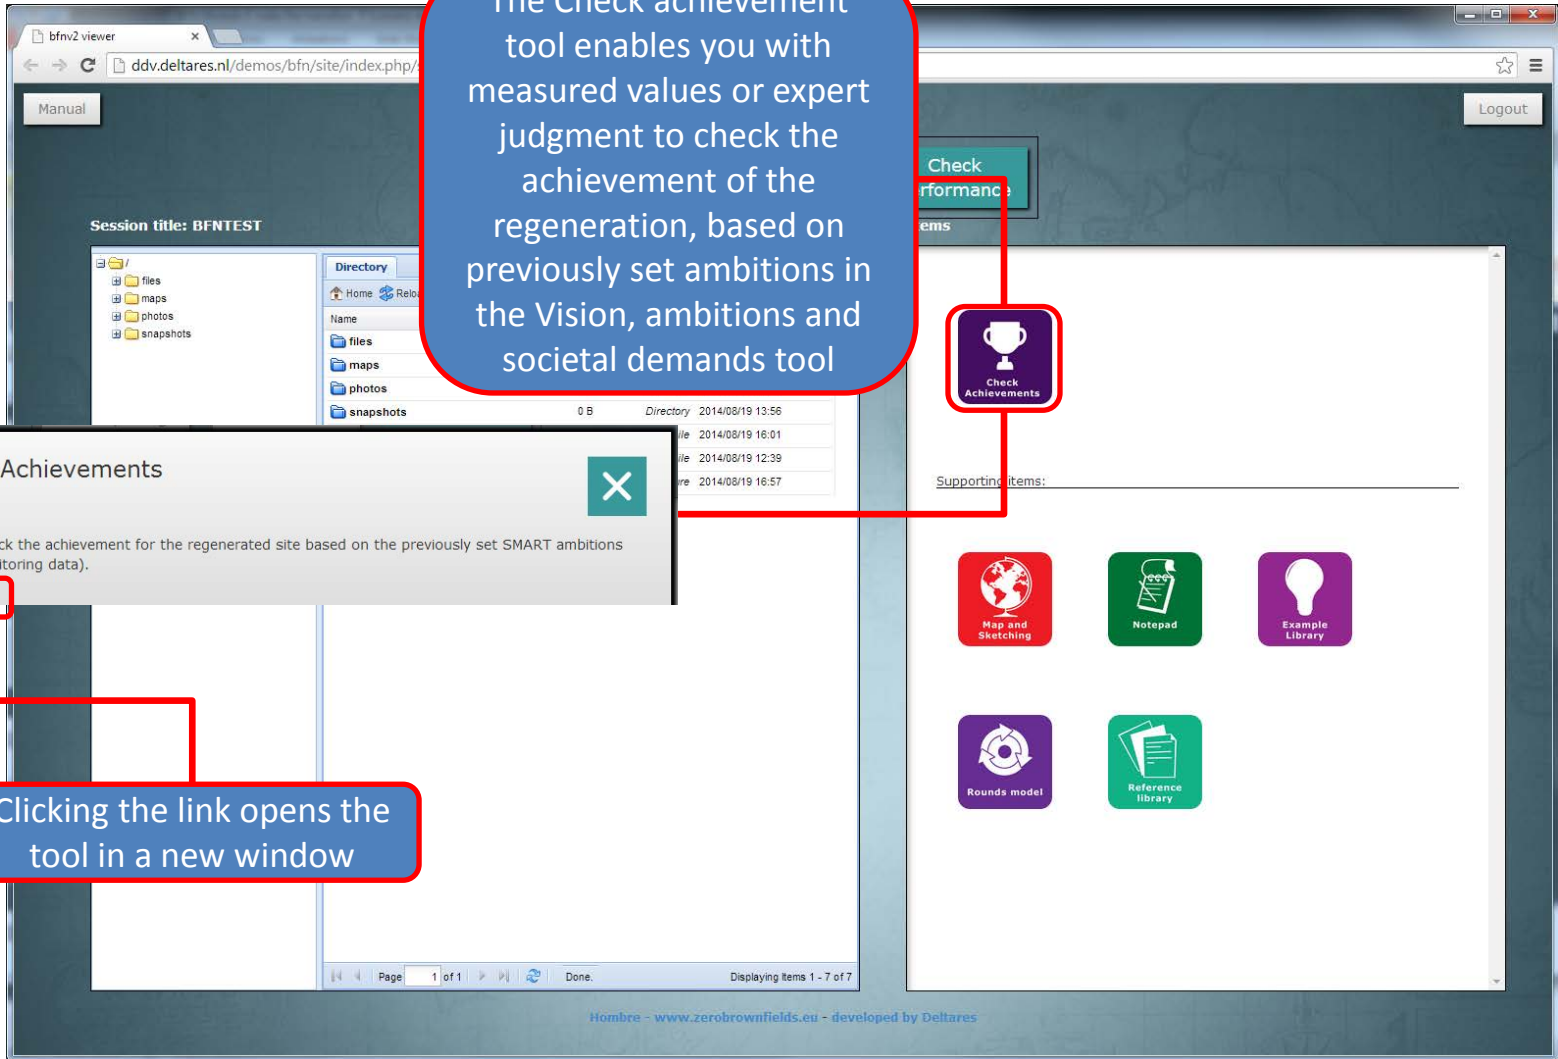 The Check achievement
tool enables you with
measured values or expert
judgment to check the
achievement of the
regeneration, based on
previously set ambitions in
the Vision, ambitions and
societal demands tool
bfnv2 viewer
ddv.deltares.nl/demos/bfn/site/index.php/
Manual
Logout
Check
erformance
Session title: BFNTEST
ems
/
files
maps
photos
snapshots
Directory
Home Reloa
Name
files
maps
photos
snapshots 0 B Directory 2014/08/19 13:56
ile 2014/08/19 16:01
ile 2014/08/19 12:39
re 2014/08/19 16:57
Check
Achievements
Achievements
ck the achievement for the regenerated site based on the previously set SMART ambitions
itoring data).
Supporting items:
Map and
Sketching
Notepad
Example
Library
Rounds model
Reference
library
Clicking the link opens the
tool in a new window
Page 1 of 1 Done. Displaying items 1 - 7 of 7
Hombre - www.zerobrownfields.eu - developed by Deltares